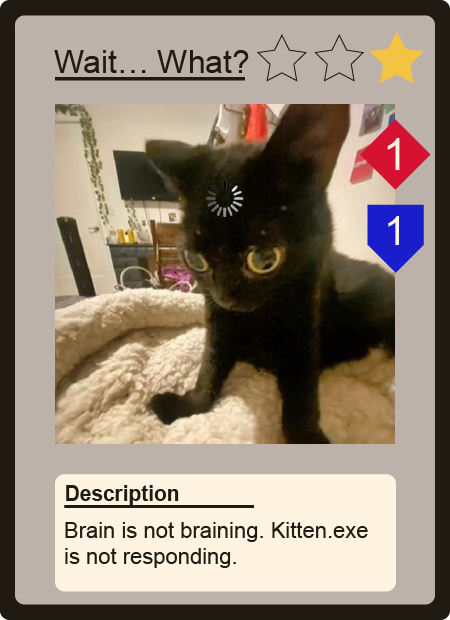 Wait… What?
1
1
Description
Brain is not braining. Kitten.exe
is not responding.